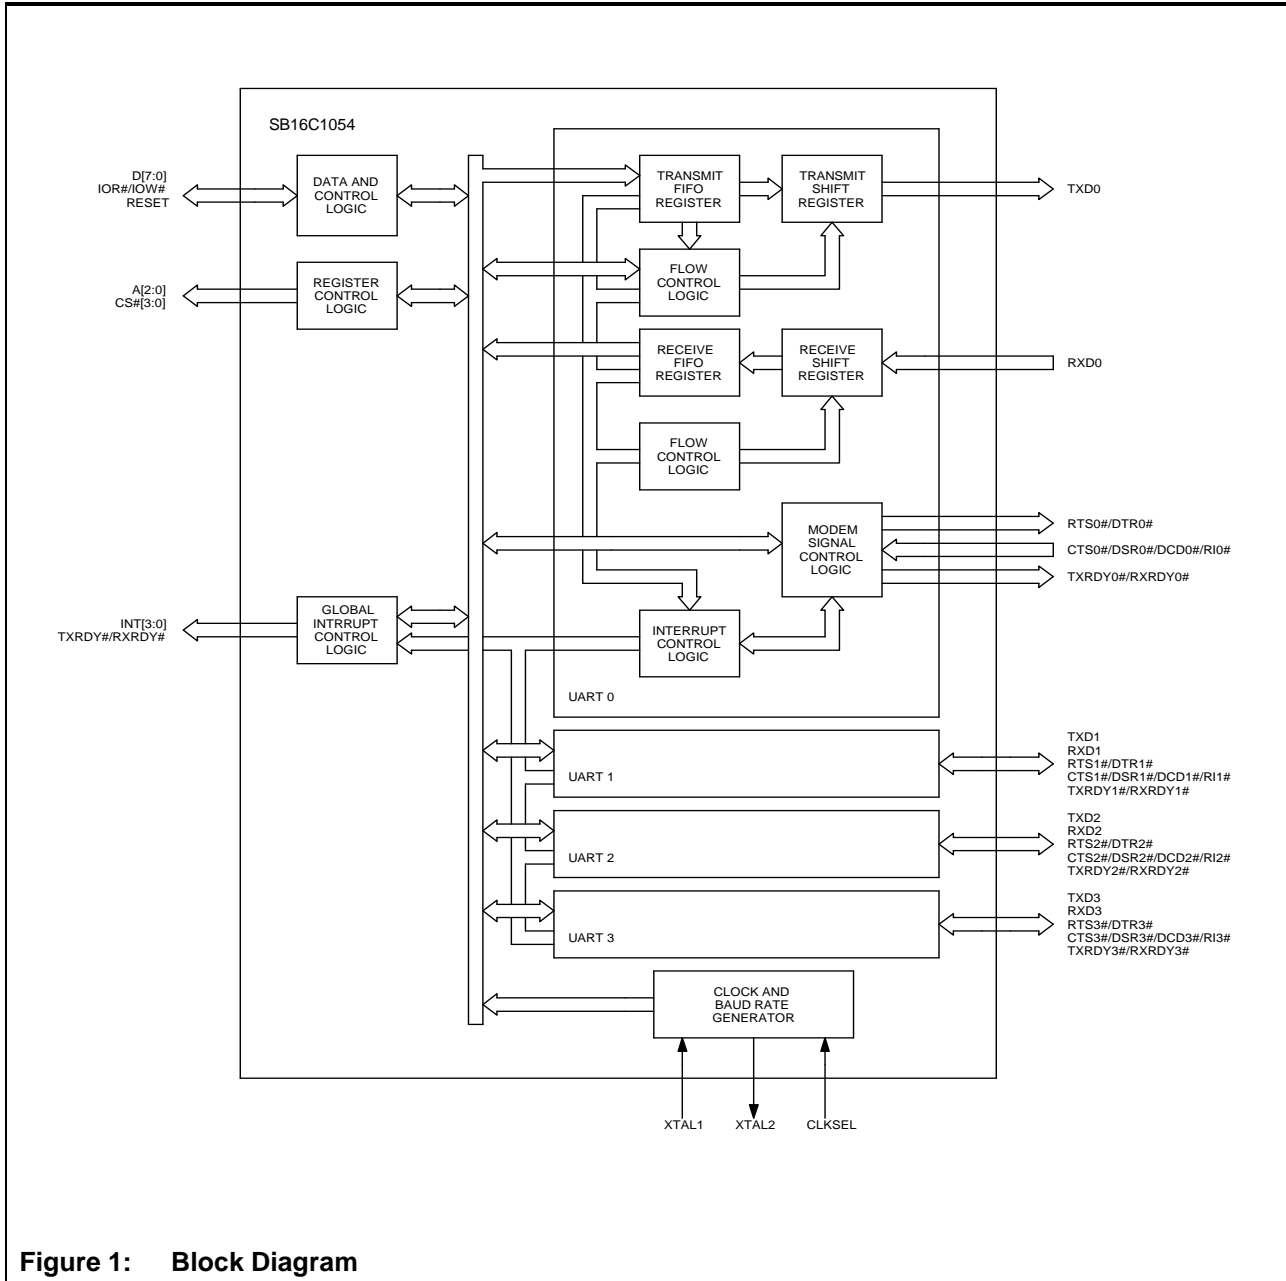 SB16C1054
D[7:0]
IOR#/IOW#
RESET
DATA AND
CONTROL
LOGIC
TRANSMIT
FIFO
REGISTER
TRANSMIT
SHIFT
REGISTER
TXD0
A[2:0]
CS#[3:0]
REGISTER
CONTROL
LOGIC
FLOW
CONTROL
LOGIC
RECEIVE
FIFO
REGISTER
RECEIVE
SHIFT
REGISTER
RXD0
FLOW
CONTROL
LOGIC
MODEM
SIGNAL
CONTROL
LOGIC
RTS0#/DTR0#
CTS0#/DSR0#/DCD0#/RI0#
TXRDY0#/RXRDY0#
INT[3:0]
TXRDY#/RXRDY#
GLOBAL
INTRRUPT
CONTROL
LOGIC
INTERRUPT
CONTROL
LOGIC
UART 0
UART 1
TXD1
RXD1
RTS1#/DTR1#
CTS1#/DSR1#/DCD1#/RI1#
TXRDY1#/RXRDY1#
UART 2
TXD2
RXD2
RTS2#/DTR2#
CTS2#/DSR2#/DCD2#/RI2#
TXRDY2#/RXRDY2#
UART 3
TXD3
RXD3
RTS3#/DTR3#
CTS3#/DSR3#/DCD3#/RI3#
TXRDY3#/RXRDY3#
CLOCK AND
BAUD RATE
GENERATOR
XTAL1 XTAL2 CLKSEL
Figure 1: Block Diagram